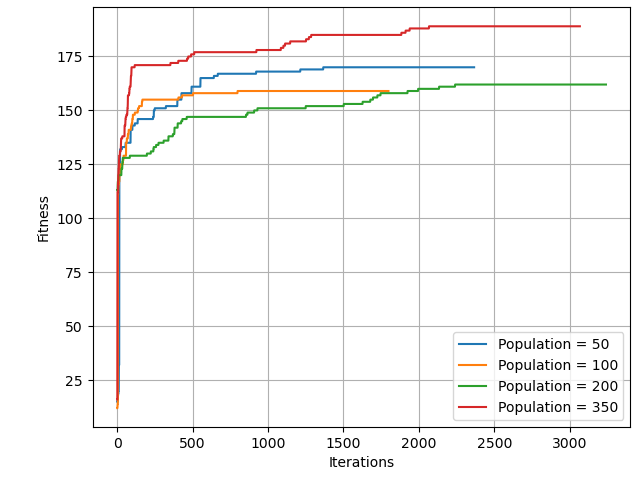 175
150
125
100
75
50
25
Fitness
0 500 1000 1500 2000 2500 3000
Iterations
Population = 50
Population = 100
Population = 200
Population = 350